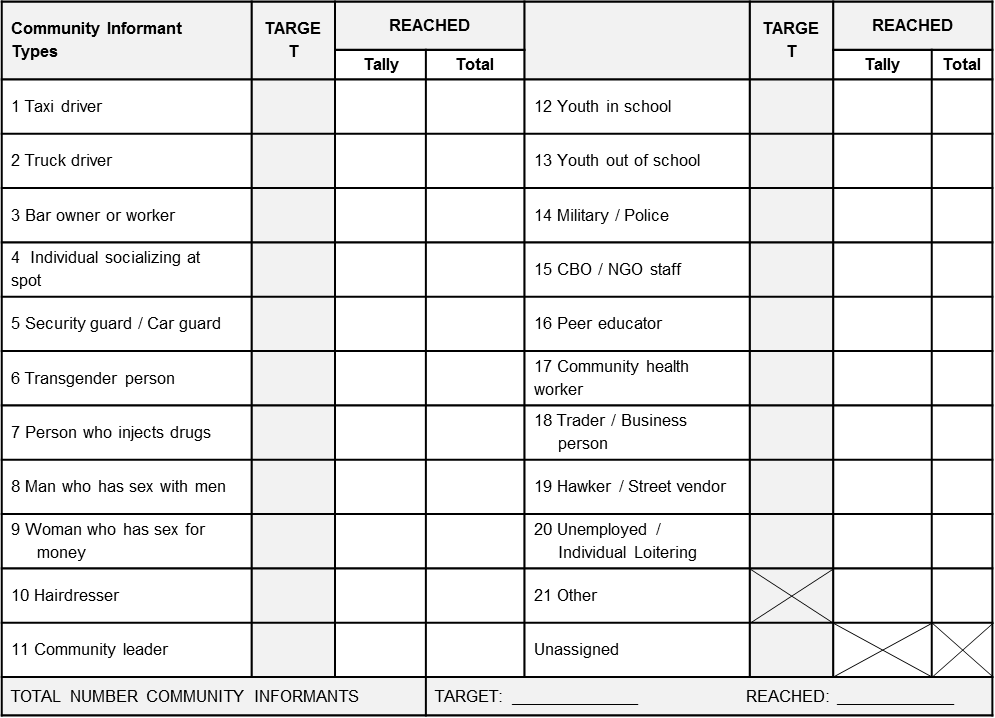 Community Informant
Types
TARGE
T
REACHED
TARGE
T
REACHED
Tally Total Tally Total
1 Taxi driver
12 Youth in school
2 Truck driver
13 Youth out of school
3 Bar owner or worker
14 Military / Police
4 Individual socializing at
spot
15 CBO / NGO staff
5 Security guard / Car guard
16 Peer educator
6 Transgender person
17 Community health
worker
7 Person who injects drugs
18 Trader / Business
person
8 Man who has sex with men
19 Hawker / Street vendor
9 Woman who has sex for
money
20 Unemployed /
Individual Loitering
10 Hairdresser
21 Other
11 Community leader
Unassigned
TOTAL NUMBER COMMUNITY INFORMANTS
TARGET: ______________ REACHED: _____________